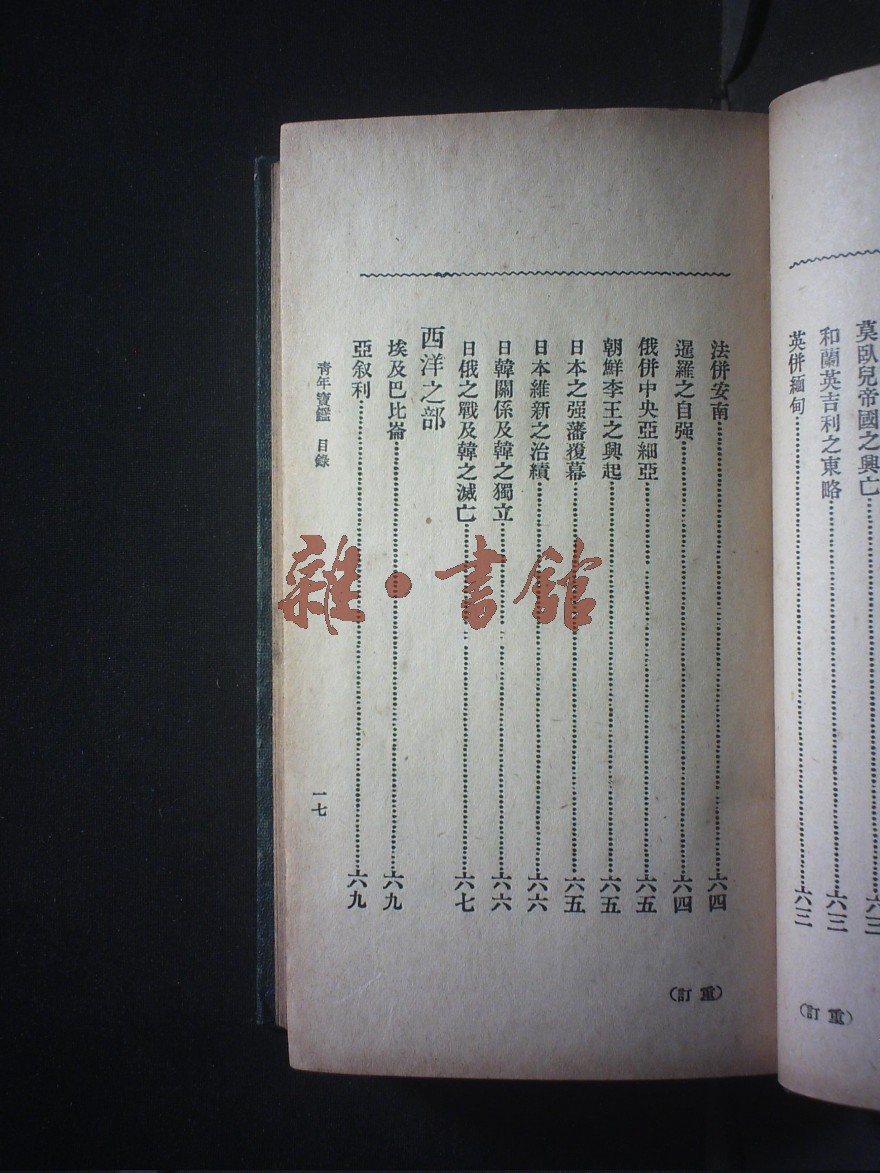 莫臥兒帝國之興亡…………六三
和蘭英吉利之東略…………六三
英併緬甸…………六三
(重訂)
法併安南…………六四
暹羅之自强…………六四
俄併中央亞細亞…………六五
朝鮮李王之興起…………六五
日本之强藩覆幕…………六五
日本維新之治績…………六六
日韓關係及韓之獨立…………六六
日俄之戰及韓之滅亡…………六七
西洋之部
埃及巴比崙…………六九
亞叙利…………六九
青年寶鑑 目錄
一七
(重訂)
雜·書館